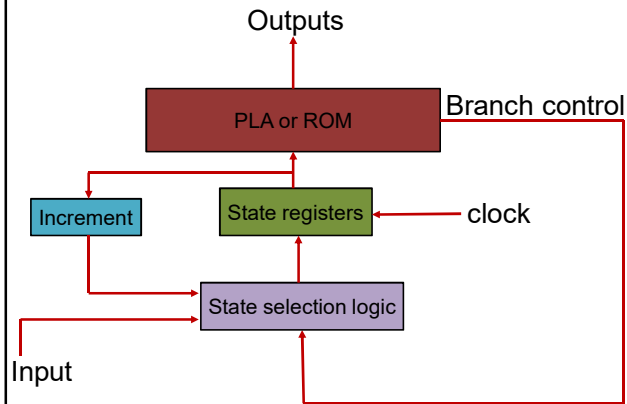 Outputs
PLA or ROM
Branch control
Increment
State registers
clock
State selection logic
Input